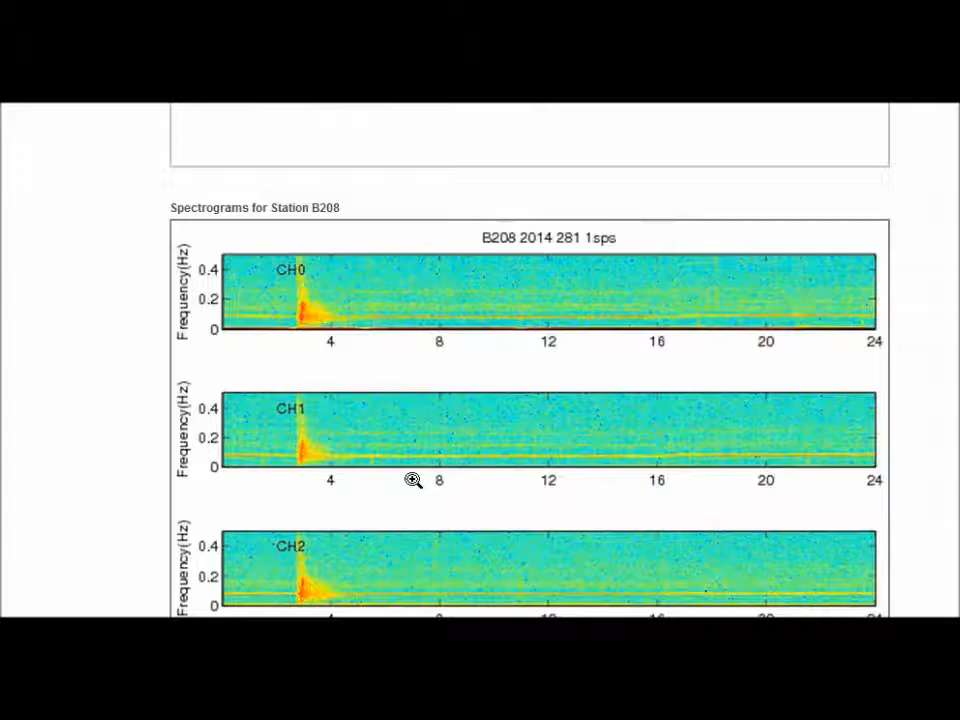 Spectrograms for Station B208
B208 2014 281 1sps
Frequency(Hz)
0.4
0.2
0
CH0
4 8 12 16 20 24
Frequency(Hz)
0.4
0.2
0
CH1
4 8 12 16 20 24
Frequency(Hz)
0.4
0.2
0
CH2